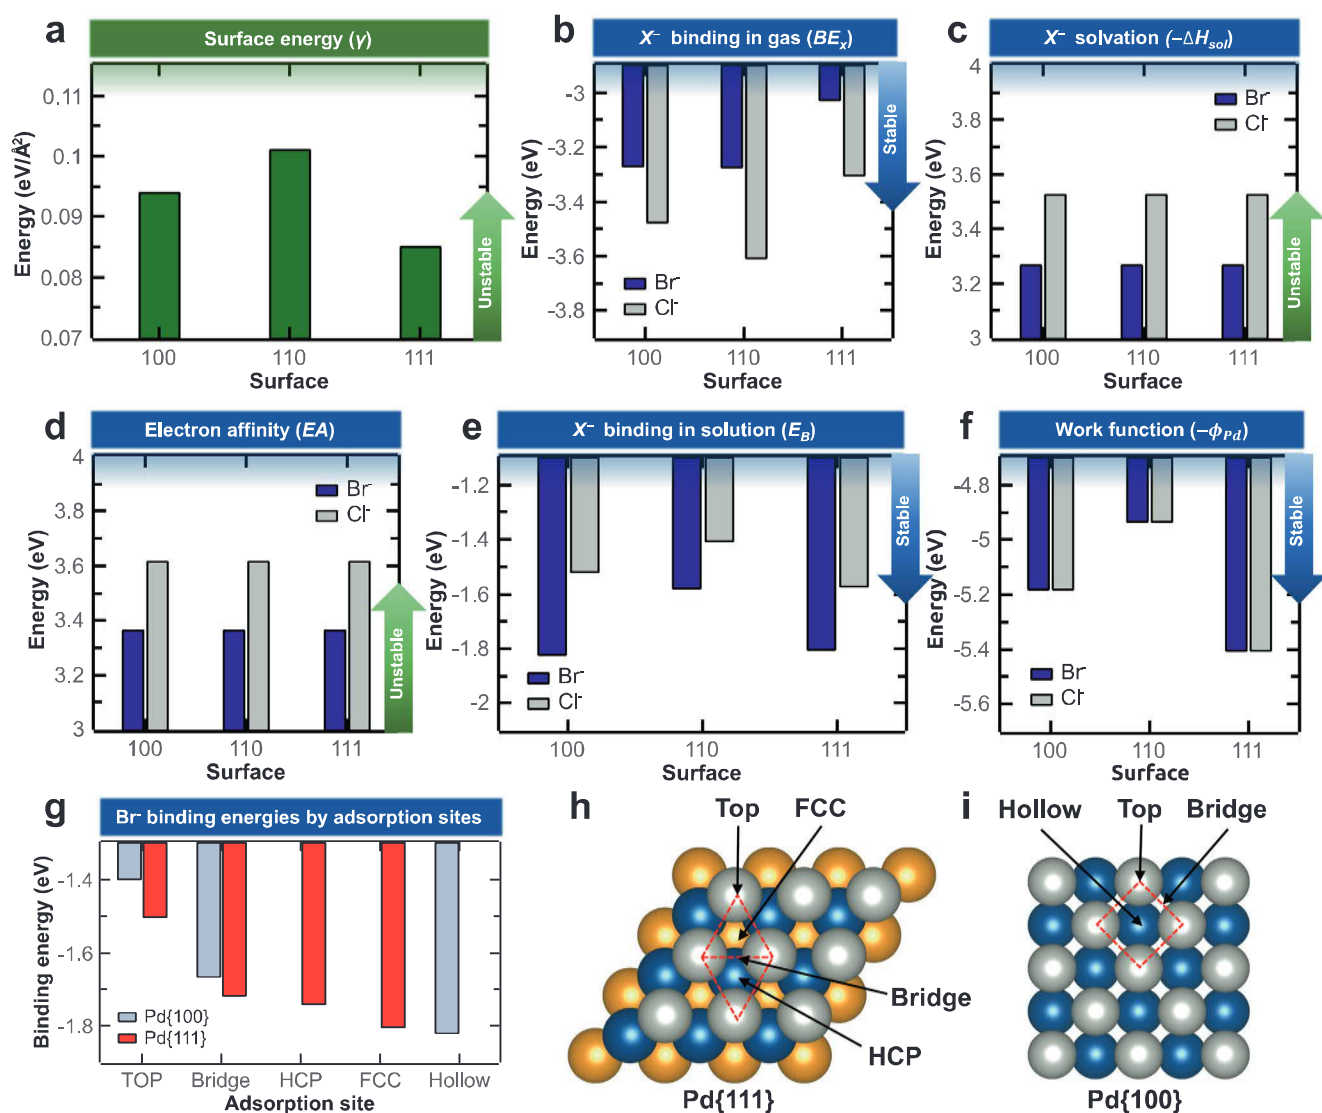 a
Surface energy (γ)
0.11
0.1
0.09
0.08
0.07
Energy (eV/Å²)
Unstable
100 110 111
Surface
b
X⁻ binding in gas (BEₓ)
-3
-3.2
-3.4
-3.6
-3.8
Energy (eV)
Stable
Br⁻
Cl⁻
100 110 111
Surface
c
X⁻ solvation (−ΔH_sol)
4
3.8
3.6
3.4
3.2
3
Energy (eV)
Br⁻
Cl⁻
Unstable
100 110 111
Surface
d
Electron affinity (EA)
4
3.8
3.6
3.4
3.2
3
Energy (eV)
Br⁻
Cl⁻
Unstable
100 110 111
Surface
e
X⁻ binding in solution (E_B)
-1.2
-1.4
-1.6
-1.8
-2
Energy (eV)
Stable
Br⁻
Cl⁻
100 110 111
Surface
f
Work function (−ϕ_Pd)
-4.8
-5
-5.2
-5.4
-5.6
Energy (eV)
Stable
Br⁻
Cl⁻
100 110 111
Surface
g
Br⁻ binding energies by adsorption sites
-1.4
-1.6
-1.8
Binding energy (eV)
Pd{100}
Pd{111}
TOP Bridge HCP FCC Hollow
Adsorption site
h
Top FCC
Bridge
HCP
Pd{111}
i
Hollow Top Bridge
Pd{100}